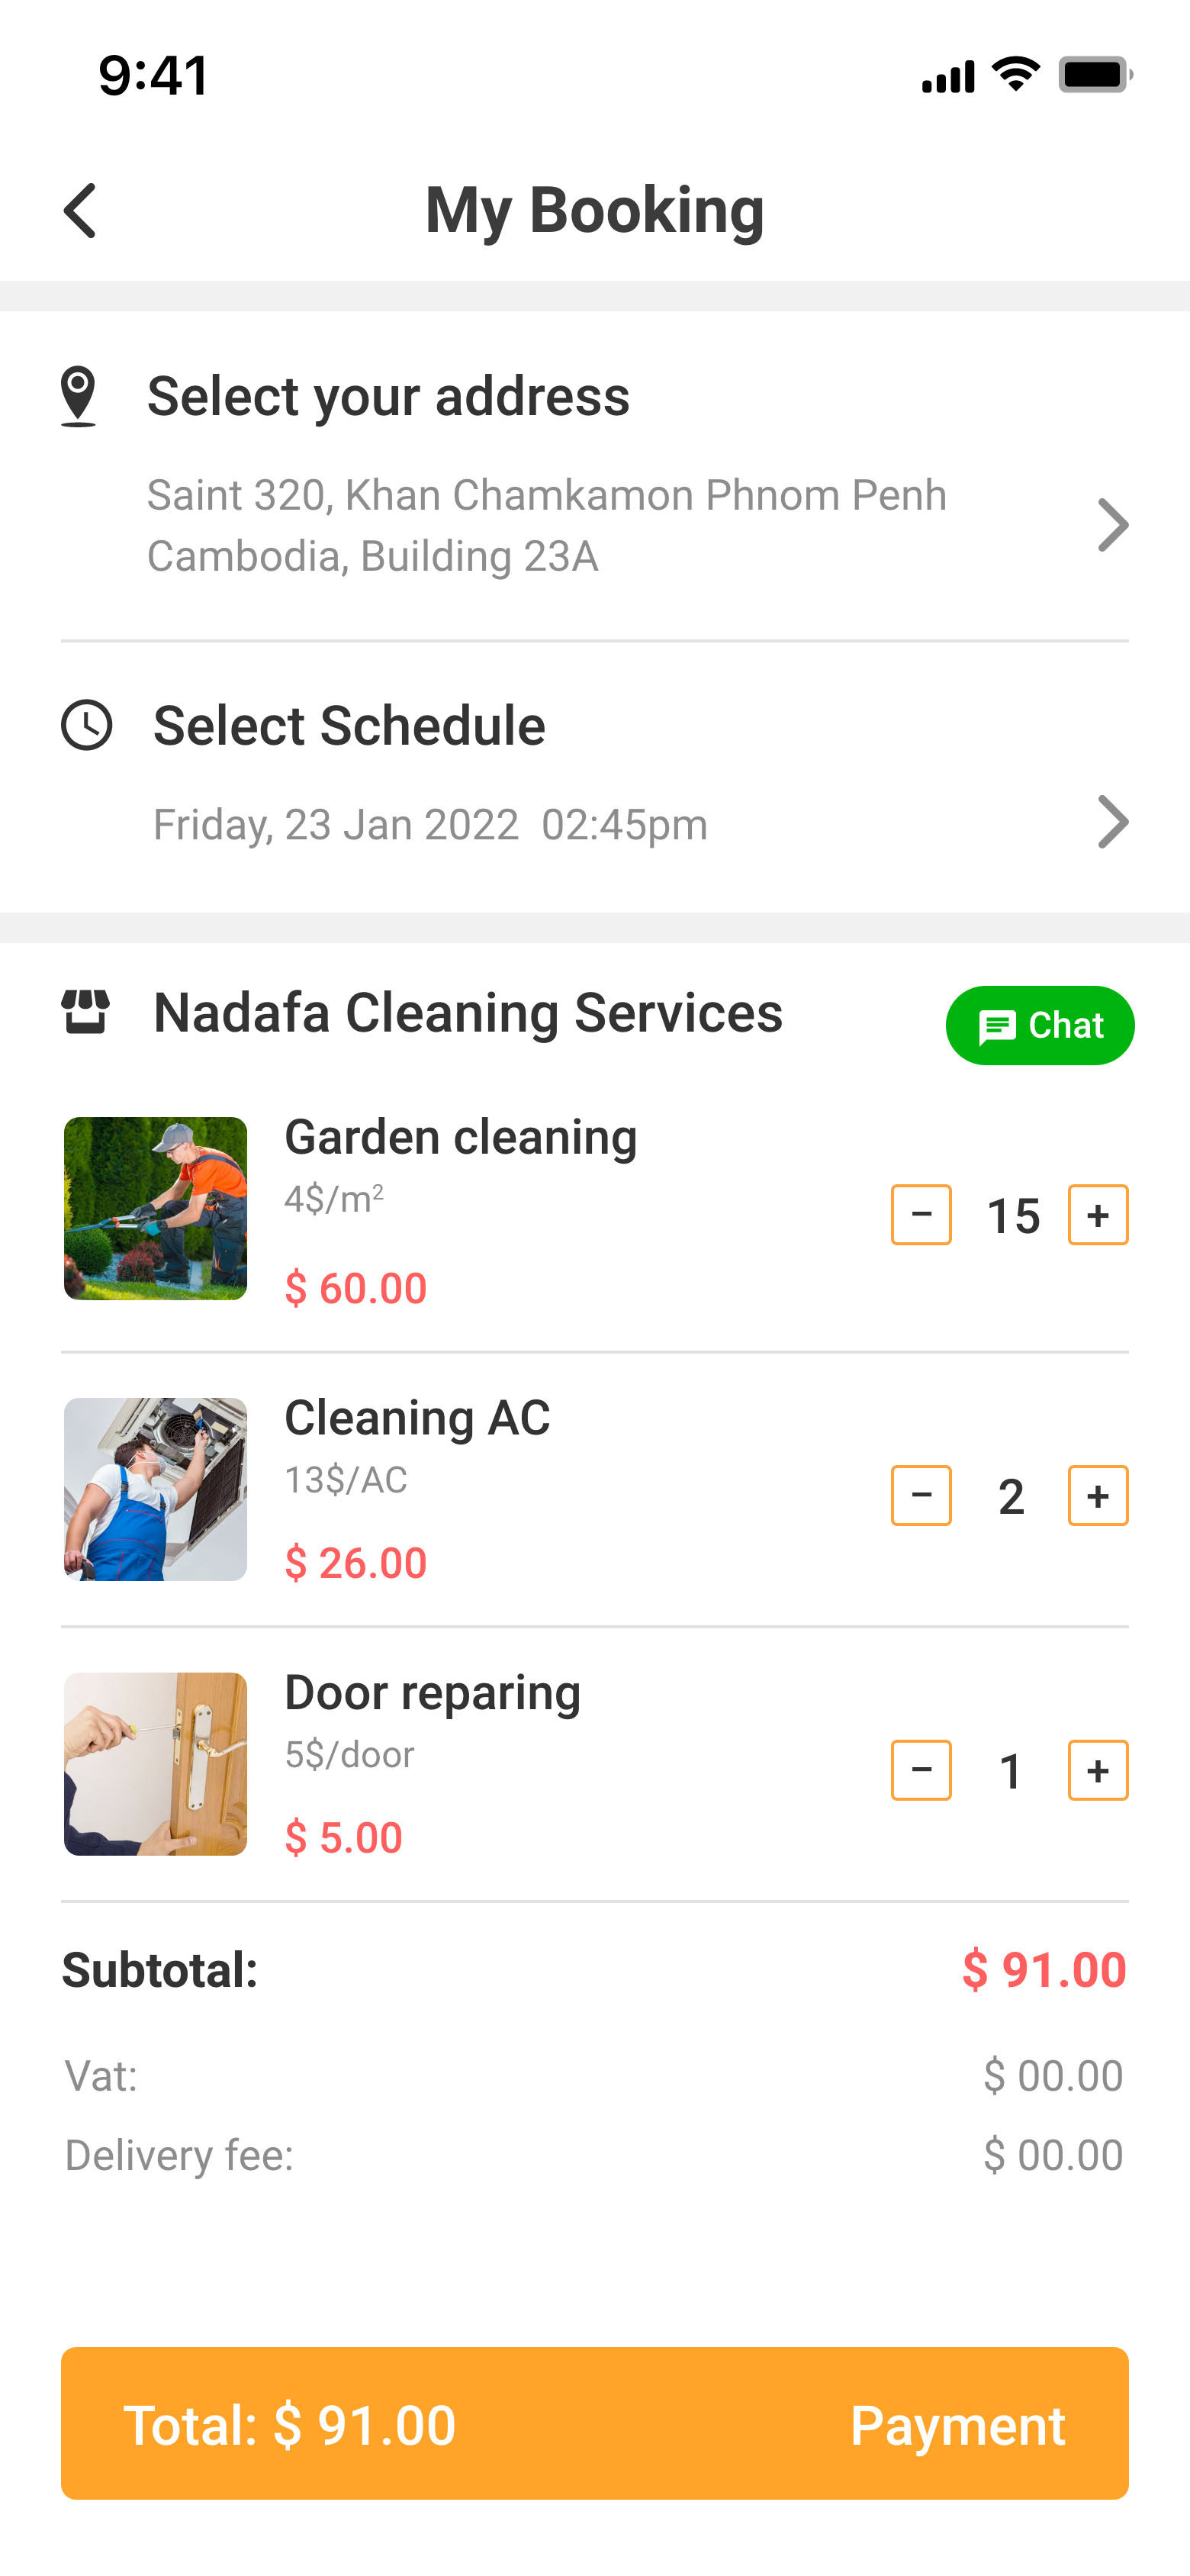 9:41
My Booking
Select your address
Saint 320, Khan Chamkamon Phnom Penh
Cambodia, Building 23A
Select Schedule
Friday, 23 Jan 2022  02:45pm
Nadafa Cleaning Services
Chat
Garden cleaning
4$/m²
− 15 +
$ 60.00
Cleaning AC
13$/AC
− 2 +
$ 26.00
Door reparing
5$/door
− 1 +
$ 5.00
Subtotal: $ 91.00
Vat: $ 00.00
Delivery fee: $ 00.00
Total: $ 91.00 Payment